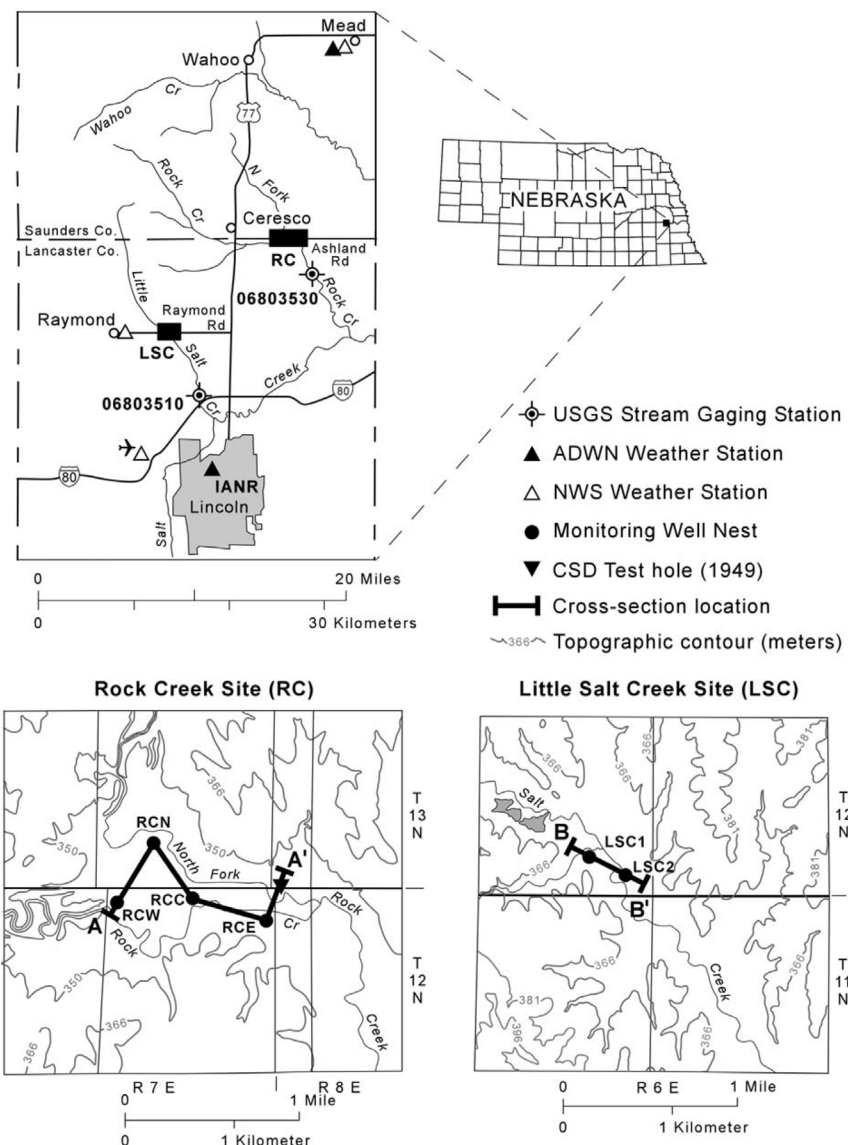 Mead
Wahoo
Wahoo Cr
77
Rock Cr
N Fork
Ceresco
Saunders Co.
Lancaster Co.
RC
Ashland
Rd
06803530
Rock Cr
Little
Raymond
Raymond
Rd
LSC
Salt
Creek
80
06803510
Cr
80
IANR
Lincoln
Salt
NEBRASKA
USGS Stream Gaging Station
ADWN Weather Station
NWS Weather Station
Monitoring Well Nest
CSD Test hole (1949)
Cross-section location
366 Topographic contour (meters)
0 20 Miles
0 30 Kilometers
Rock Creek Site (RC)
366
350
350
RCN
North
Fork
A'
RCC
RCW
A
RCE
Rock
Cr
Rock
350
366
366
Creek
T
13
N
T
12
N
R 7 E
R 8 E
0 1 Mile
0 1 Kilometer
Little Salt Creek Site (LSC)
366
366
381
381
Salt
B
LSC1
LSC2
B'
366
381
366
381
396
366
Creek
381
T
12
N
T
11
N
R 6 E
0 1 Mile
0 1 Kilometer